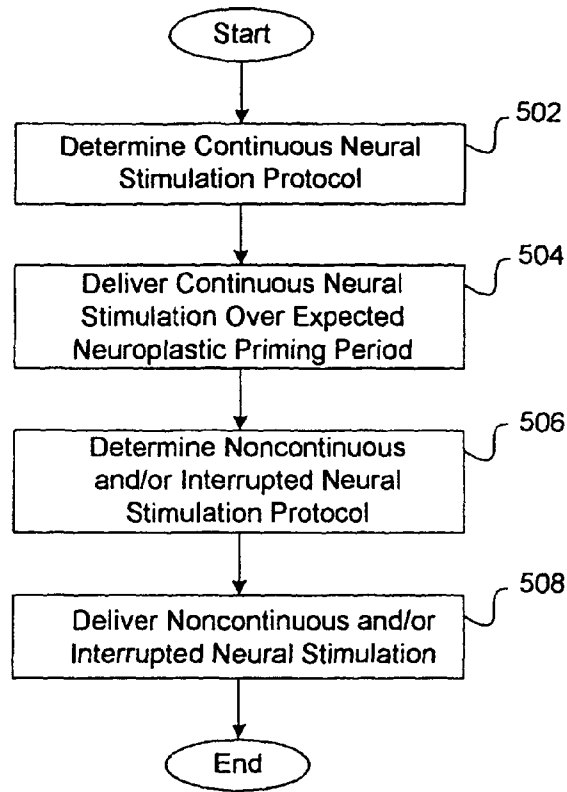 Start
502
Determine Continuous Neural
Stimulation Protocol
504
Deliver Continuous Neural
Stimulation Over Expected
Neuroplastic Priming Period
506
Determine Noncontinuous
and/or Interrupted Neural
Stimulation Protocol
508
Deliver Noncontinuous and/or
Interrupted Neural Stimulation
End